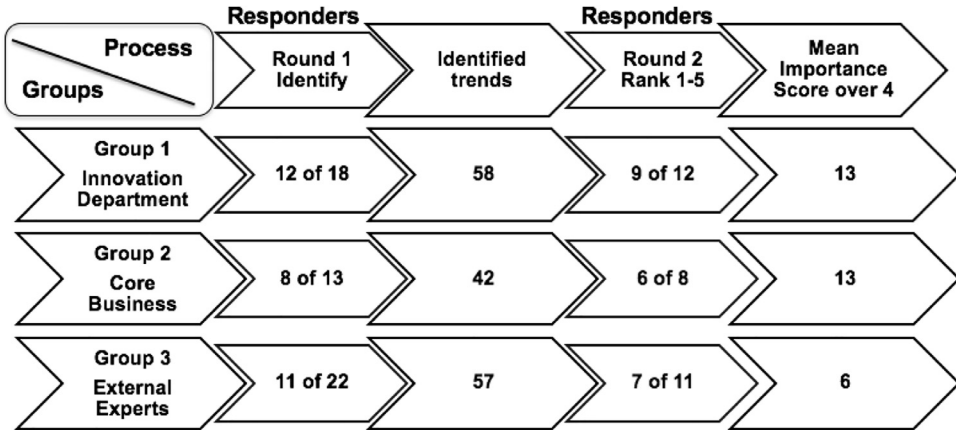 Responders
Responders
Process
Groups
Round 1
Identify
Identified
trends
Round 2
Rank 1-5
Mean
Importance
Score over 4
Group 1
Innovation
Department
12 of 18
58
9 of 12
13
Group 2
Core
Business
8 of 13
42
6 of 8
13
Group 3
External
Experts
11 of 22
57
7 of 11
6